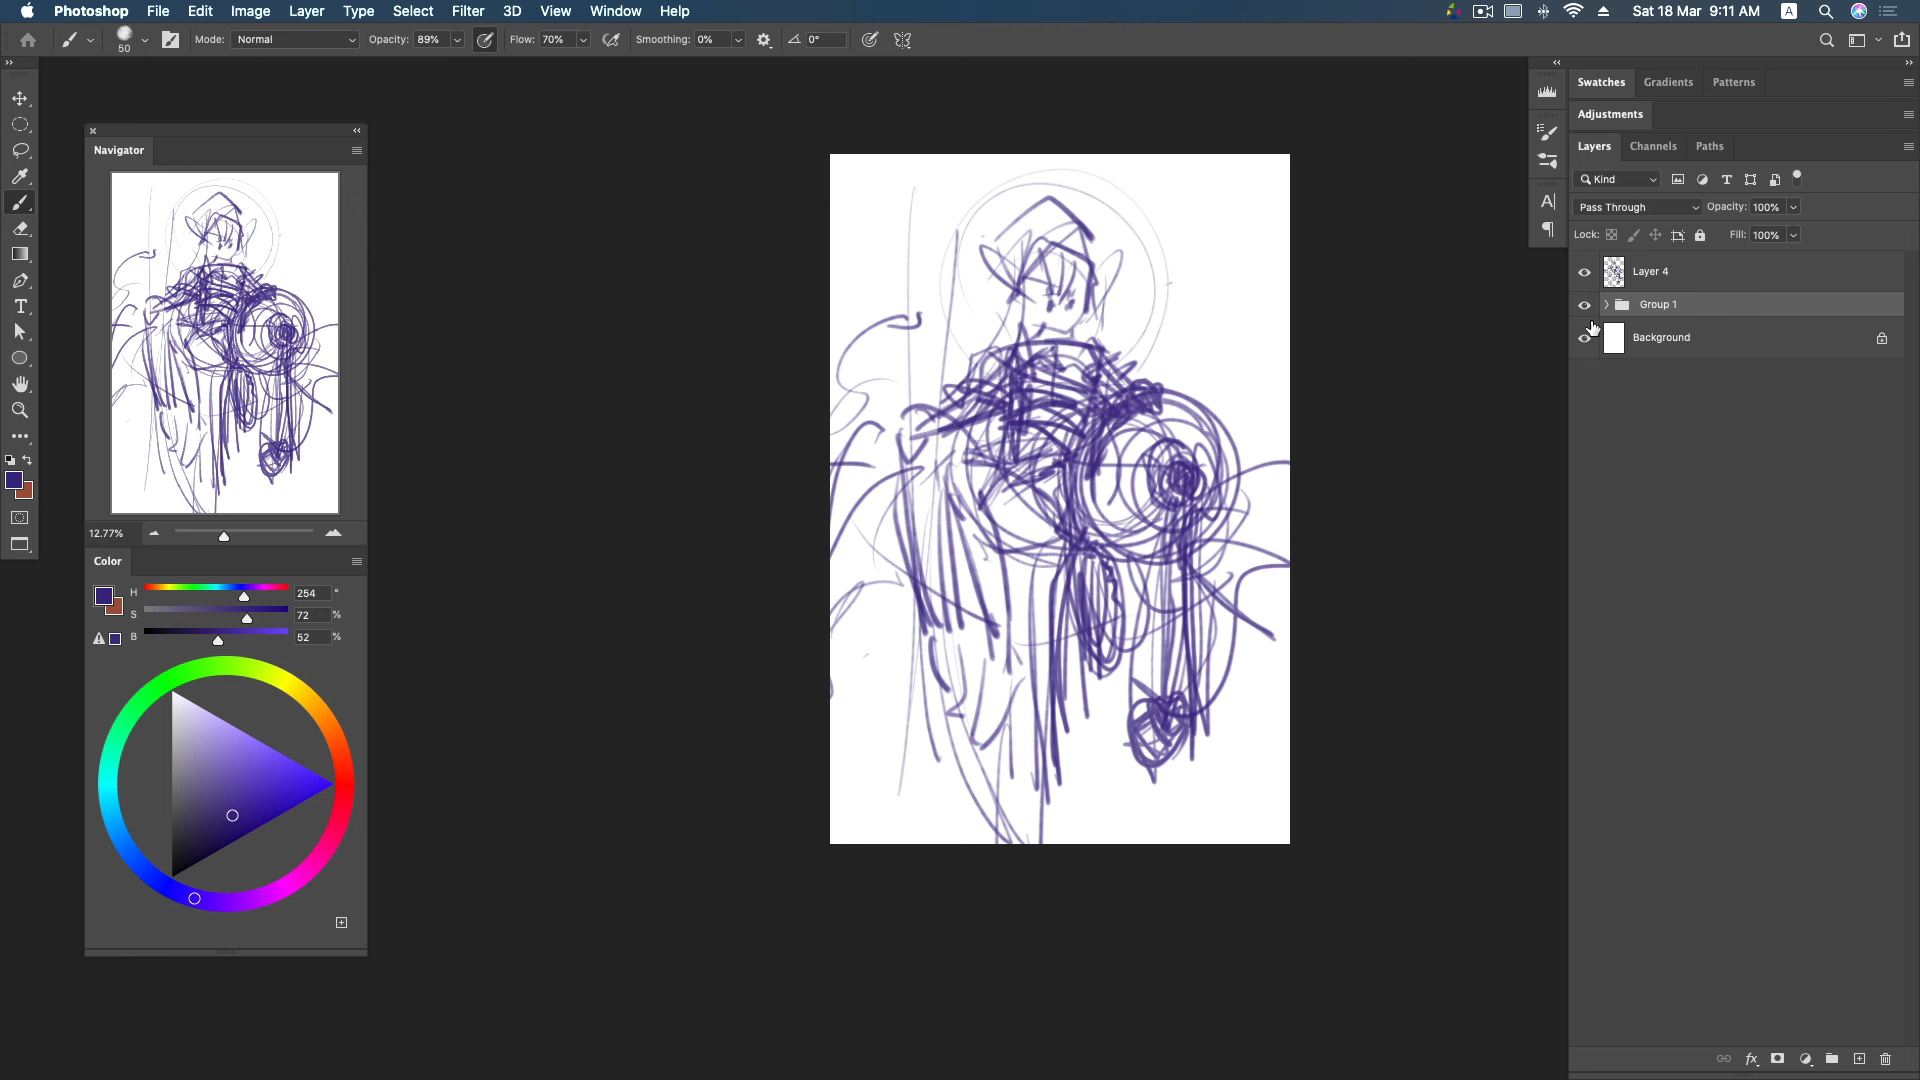 Photoshop File Edit Image Layer Type Select Filter 3D View Window Help
Sat 18 Mar 9:11 AM A
50 Mode: Normal Opacity: 89% Flow: 70% Smoothing: 0% 0°
Swatches Gradients Patterns
Adjustments
Layers Channels Paths
Kind
Pass Through Opacity: 100%
Lock: Fill: 100%
Layer 4
Group 1
Background
Navigator
12.77%
Color
H 254 °
S 72 %
B 52 %